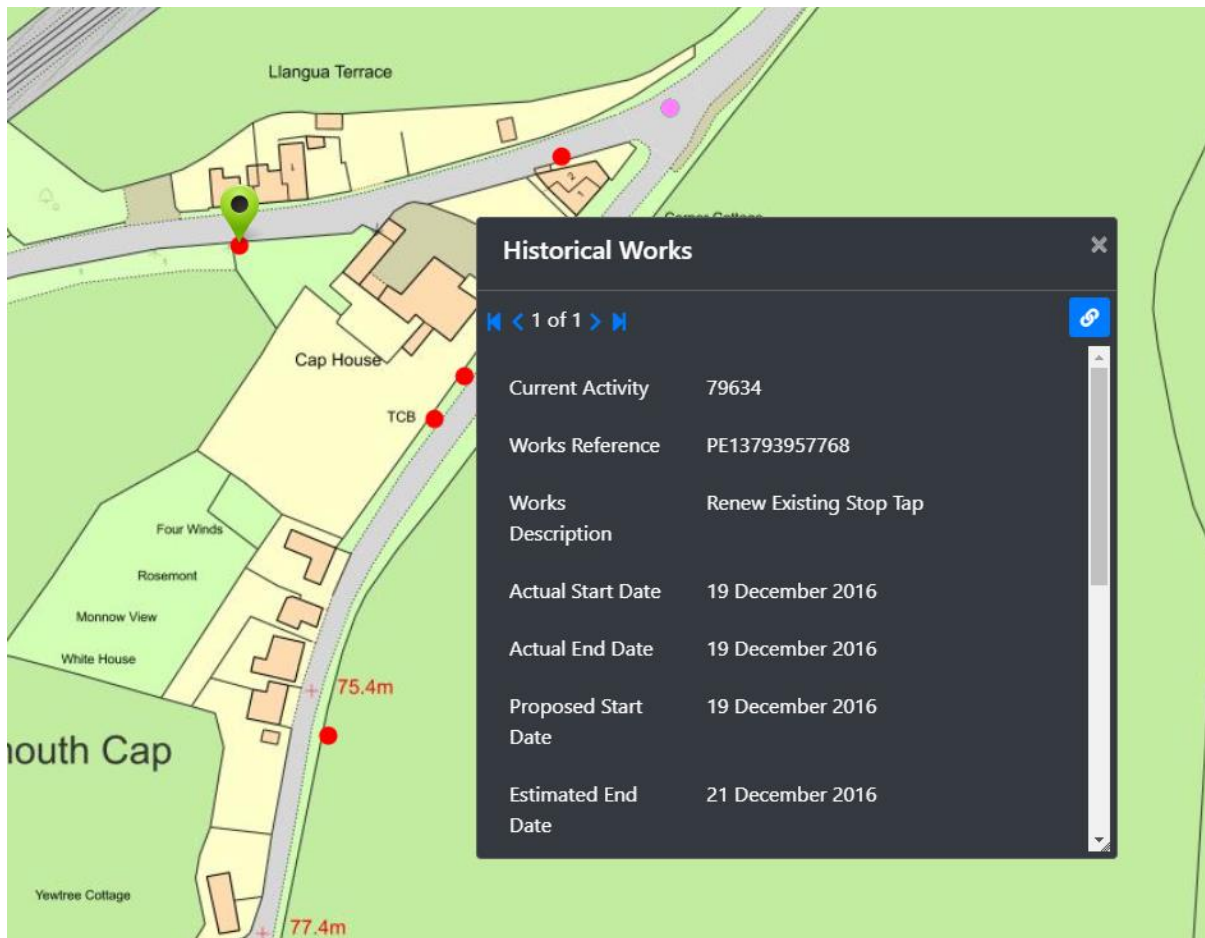 Llangua Terrace
2
1
Historical Works
1 of 1
Cap House
Current Activity 79634
TCB
Works Reference PE13793957768
Works Description Renew Existing Stop Tap
Four Winds
Rosemont
Actual Start Date 19 December 2016
Monnow View
White House
Actual End Date 19 December 2016
75.4m
Proposed Start Date 19 December 2016
outh Cap
Estimated End Date 21 December 2016
Yewtree Cottage
77.4m